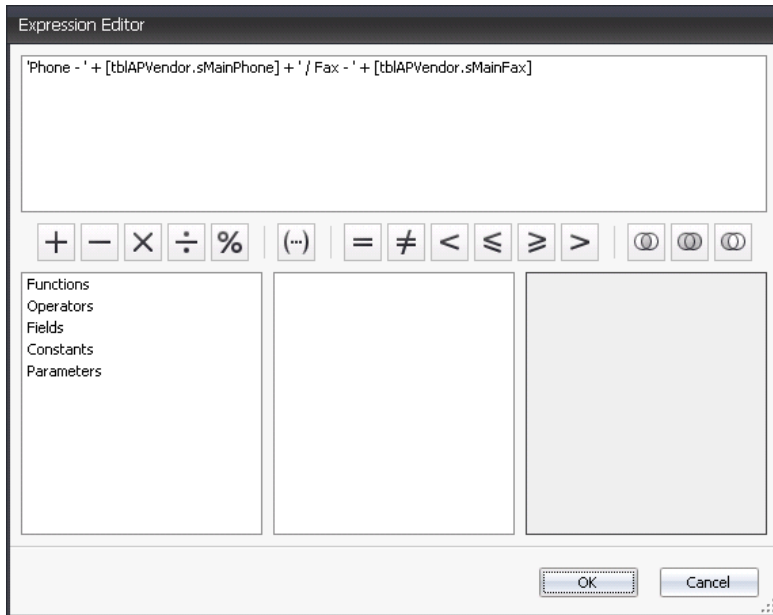 Expression Editor
'Phone - ' + [tblAPVendor.sMainPhone] + ' / Fax - ' + [tblAPVendor.sMainFax]
+ − × ÷ % (···) = ≠ < ≤ ≥ >
Functions
Operators
Fields
Constants
Parameters
OK Cancel